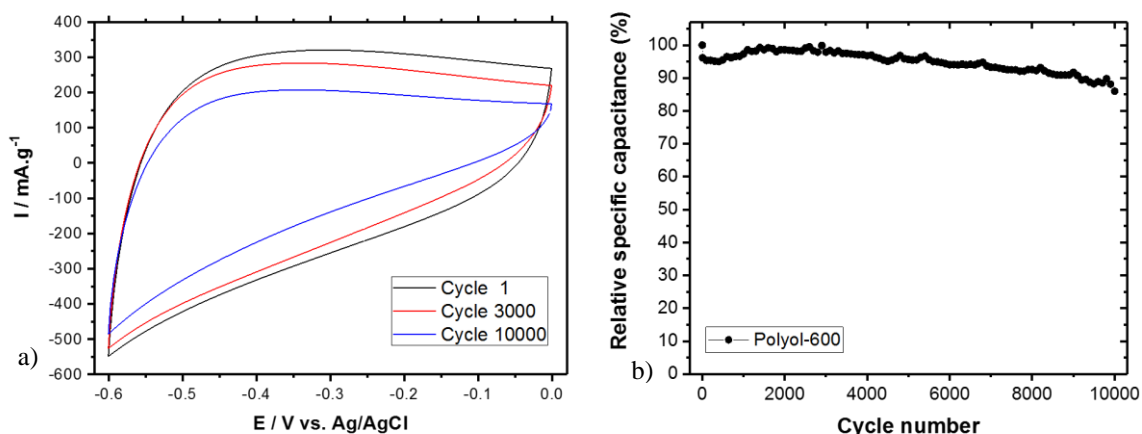 400
300
200
100
0
-100
-200
-300
-400
-500
-600
I / mA.g⁻¹
-0.6 -0.5 -0.4 -0.3 -0.2 -0.1 0.0
E / V vs. Ag/AgCl
Cycle 1
Cycle 3000
Cycle 10000
a)
110
100
90
80
70
60
50
40
30
20
10
0
Relative specific capacitance (%)
0 2000 4000 6000 8000 10000
Cycle number
Polyol-600
b)